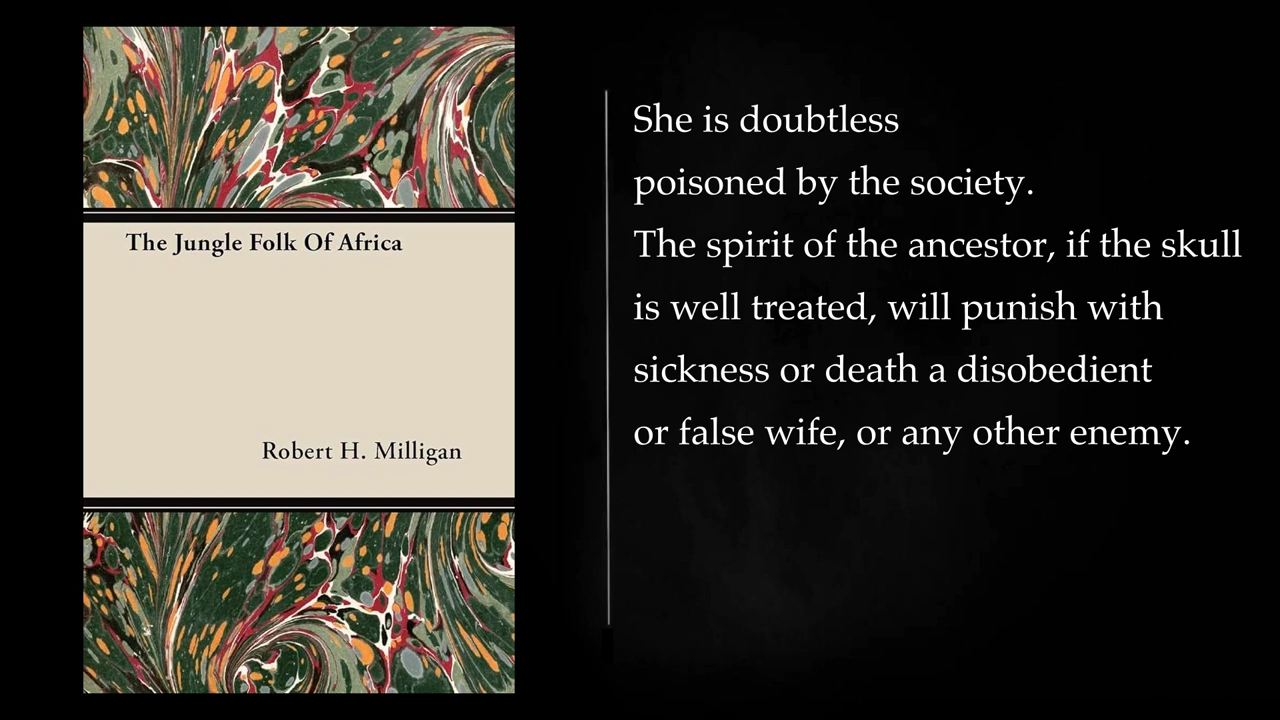 The Jungle Folk Of Africa
Robert H. Milligan
She is doubtless
poisoned by the society.
The spirit of the ancestor, if the skull
is well treated, will punish with
sickness or death a disobedient
or false wife, or any other enemy.